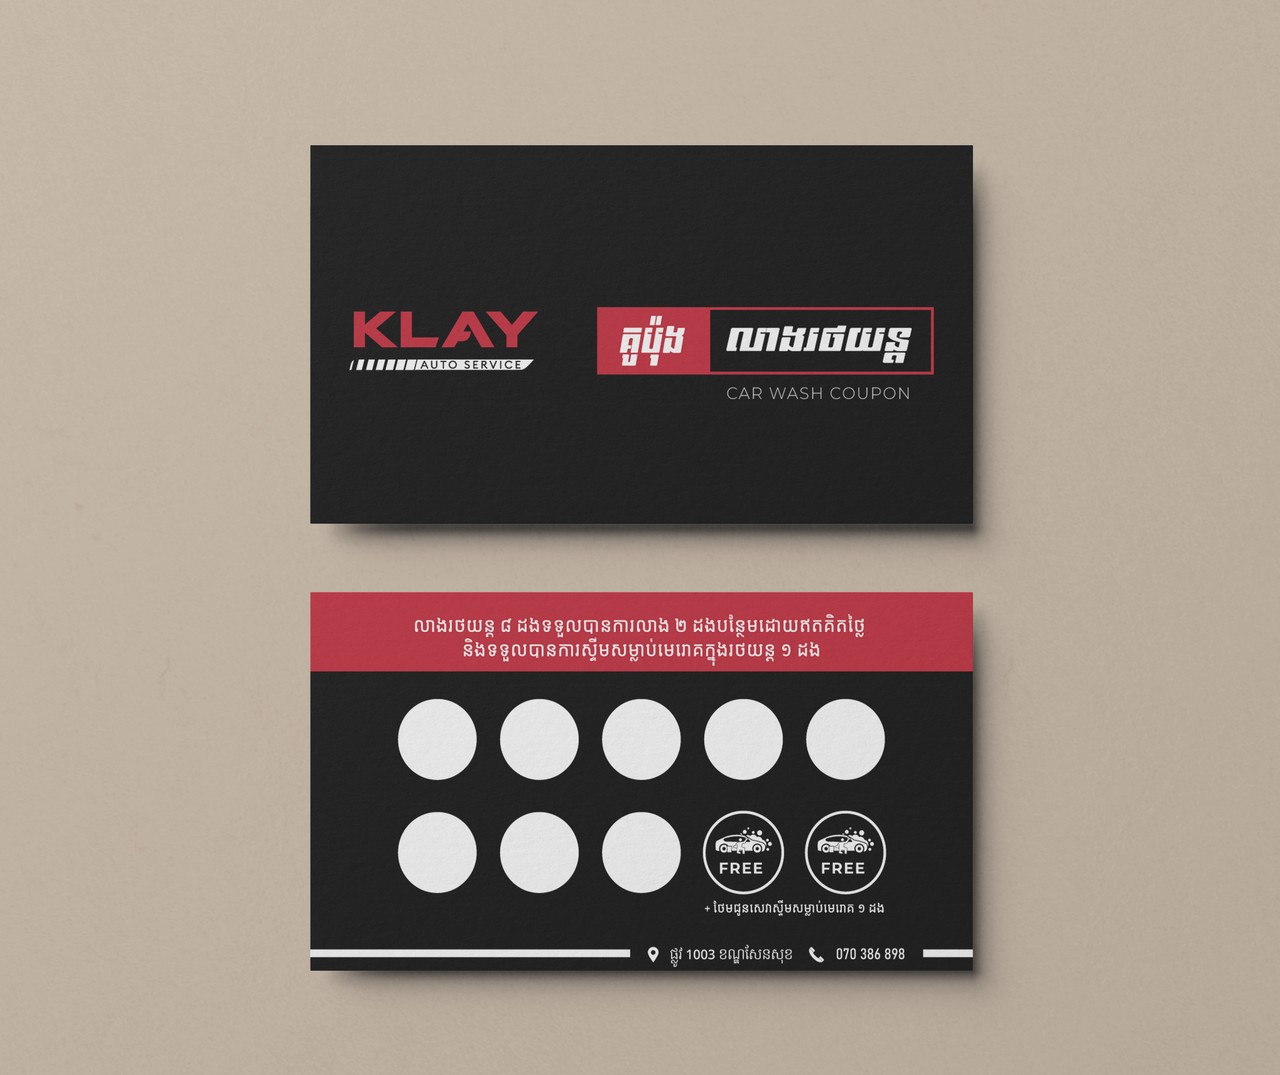 KLAY
AUTO SERVICE
គូប៉ុង លាងរថយន្ត
CAR WASH COUPON
លាងរថយន្ត ៨ ដងទទួលបានការលាង ២ ដងបន្ថែមដោយឥតគិតថ្លៃ
និងទទួលបានការស្ទីមសម្លាប់មេរោគក្នុងរថយន្ត ១ ដង
FREE FREE
+ ថែមជូនសេវាស្ទីមសម្លាប់មេរោគ ១ ដង
ផ្លូវ 1003 ខណ្ឌសែនសុខ 070 386 898